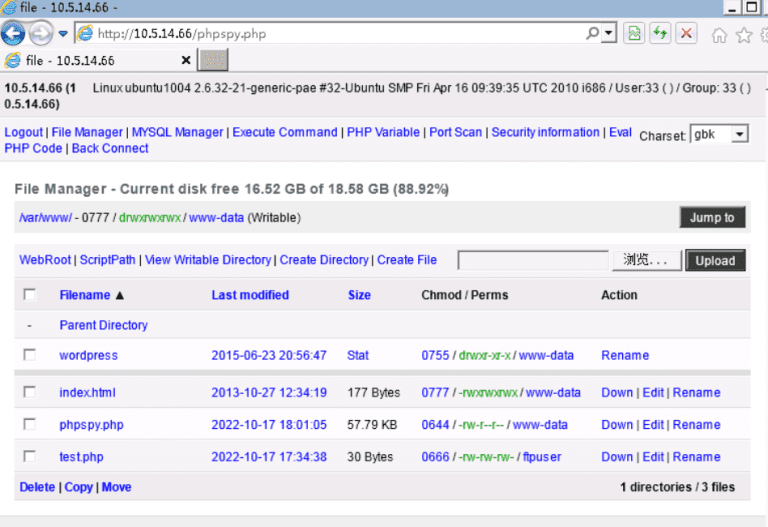 file - 10.5.14.66 -
http://10.5.14.66/phpspy.php
file - 10.5.14.66
10.5.14.66 (1 Linux ubuntu1004 2.6.32-21-generic-pae #32-Ubuntu SMP Fri Apr 16 09:39:35 UTC 2010 i686 / User:33 ( ) / Group: 33 ( )
0.5.14.66)
Logout | File Manager | MYSQL Manager | Execute Command | PHP Variable | Port Scan | Security information | Eval Charset: gbk
PHP Code | Back Connect
File Manager - Current disk free 16.52 GB of 18.58 GB (88.92%)
/var/www/ - 0777 / drwxrwxrwx / www-data (Writable) Jump to
WebRoot | ScriptPath | View Writable Directory | Create Directory | Create File 浏览... Upload
Filename ▲ Last modified Size Chmod / Perms Action
- Parent Directory
wordpress 2015-06-23 20:56:47 Stat 0755 / drwxr-xr-x / www-data Rename
index.html 2013-10-27 12:34:19 177 Bytes 0777 / -rwxrwxrwx / www-data Down | Edit | Rename
phpspy.php 2022-10-17 18:01:05 57.79 KB 0644 / -rw-r--r-- / www-data Down | Edit | Rename
test.php 2022-10-17 17:34:38 30 Bytes 0666 / -rw-rw-rw- / ftpuser Down | Edit | Rename
Delete | Copy | Move 1 directories / 3 files